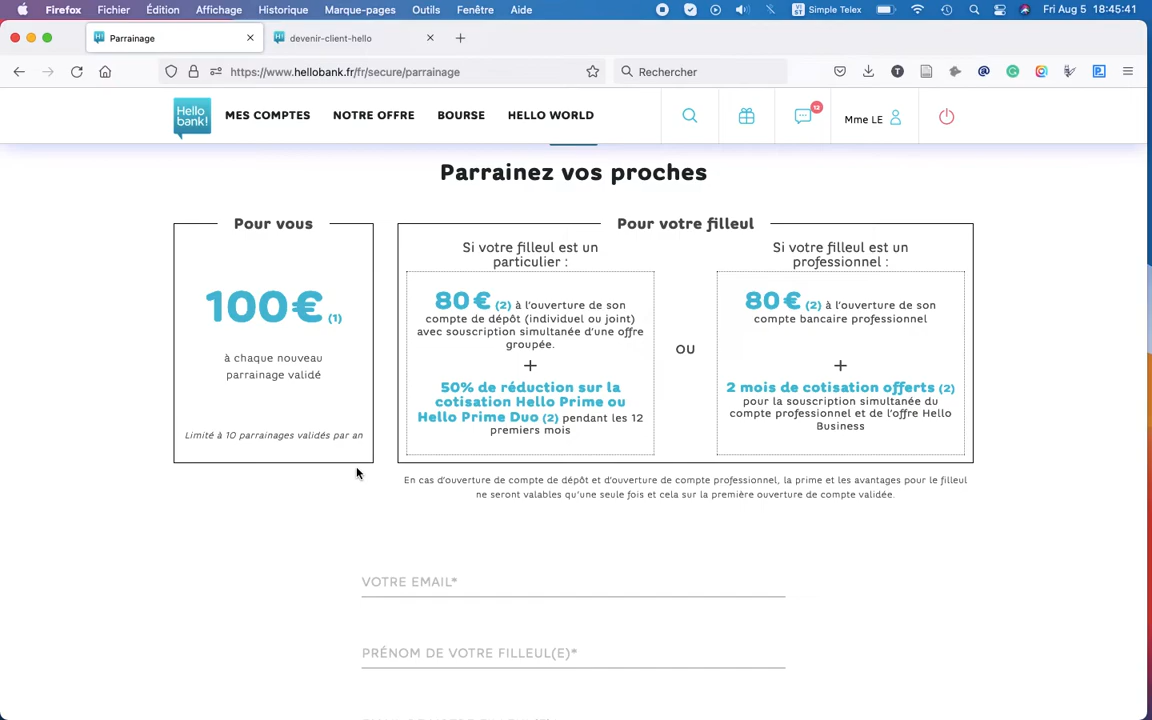 Firefox Fichier Édition Affichage Historique Marque-pages Outils Fenêtre Aide
VI ST Simple Telex Fri Aug 5 18:45:41
Parrainage
devenir-client-hello
https://www.hellobank.fr/fr/secure/parrainage
Rechercher
Hello bank!
MES COMPTES NOTRE OFFRE BOURSE HELLO WORLD
12
Mme LE
Parrainez vos proches
Pour vous
100€ (1)
à chaque nouveau
parrainage validé
Limité à 10 parrainages validés par an
Pour votre filleul
Si votre filleul est un
particulier :
80€ (2) à l'ouverture de son
compte de dépôt (individuel ou joint)
avec souscription simultanée d'une offre
groupée.
+
50% de réduction sur la
cotisation Hello Prime ou
Hello Prime Duo (2) pendant les 12
premiers mois
OU
Si votre filleul est un
professionnel :
80€ (2) à l'ouverture de son
compte bancaire professionnel
+
2 mois de cotisation offerts (2)
pour la souscription simultanée du
compte professionnel et de l'offre Hello
Business
En cas d'ouverture de compte de dépôt et d'ouverture de compte professionnel, la prime et les avantages pour le filleul
ne seront valables qu'une seule fois et cela sur la première ouverture de compte validée.
VOTRE EMAIL*
PRÉNOM DE VOTRE FILLEUL(E)*